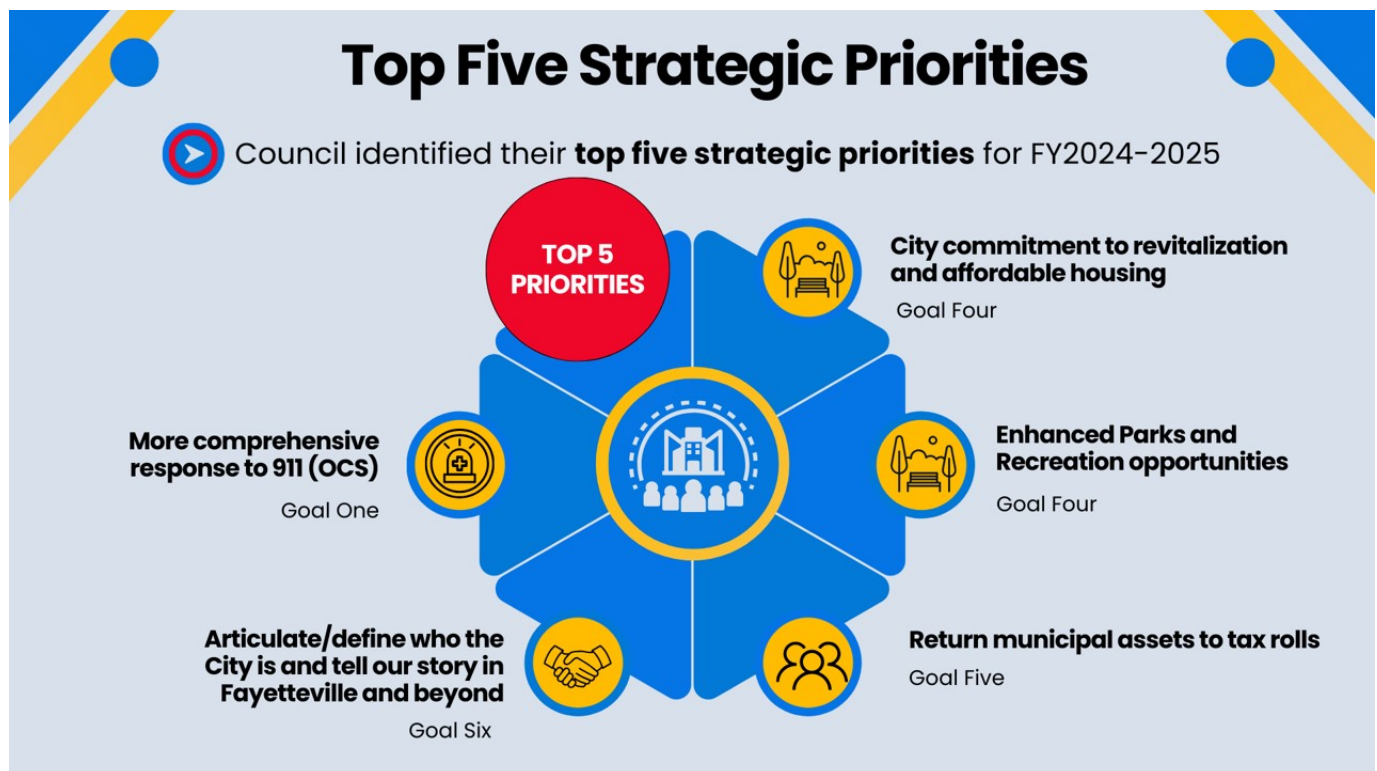 Top Five Strategic Priorities
Council identified their top five strategic priorities for FY2024-2025
TOP 5
PRIORITIES
City commitment to revitalization
and affordable housing
Goal Four
Enhanced Parks and
Recreation opportunities
Goal Four
Return municipal assets to tax rolls
Goal Five
Articulate/define who the
City is and tell our story in
Fayetteville and beyond
Goal Six
More comprehensive
response to 911 (OCS)
Goal One